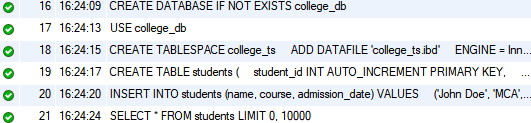 16 16:24:09 CREATE DATABASE IF NOT EXISTS college_db
17 16:24:13 USE college_db
18 16:24:15 CREATE TABLESPACE college_ts ADD DATAFILE 'college_ts.ibd' ENGINE = Inn...
19 16:24:17 CREATE TABLE students ( student_id INT AUTO_INCREMENT PRIMARY KEY, ...
20 16:24:20 INSERT INTO students (name, course, admission_date) VALUES ('John Doe', 'MCA',...
21 16:24:24 SELECT * FROM students LIMIT 0, 10000